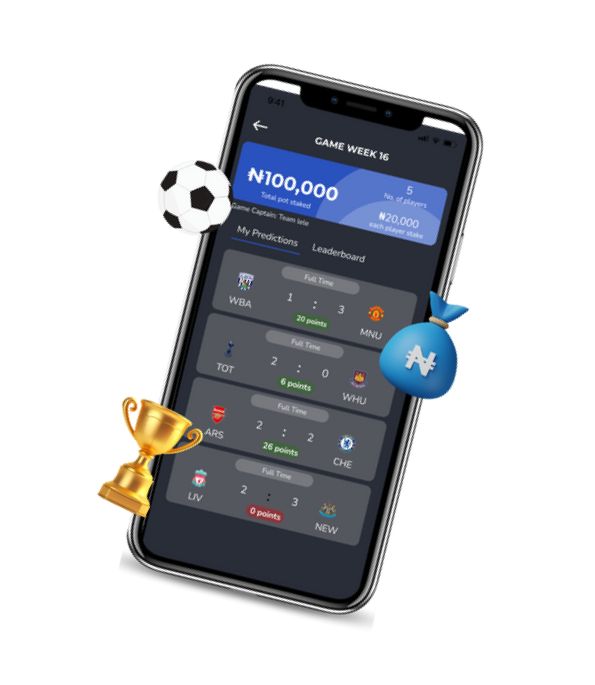 9:41
GAME WEEK 16
₦100,000
Total pot staked
5
No. of players
₦20,000
each player stake
Game Captain: Team lele
My Predictions
Leaderboard
Full Time
WBA
1 : 3
MNU
20 points
Full Time
TOT
2 : 0
WHU
6 points
Full Time
ARS
2 : 2
CHE
26 points
Full Time
LIV
2 : 3
NEW
0 points
₦